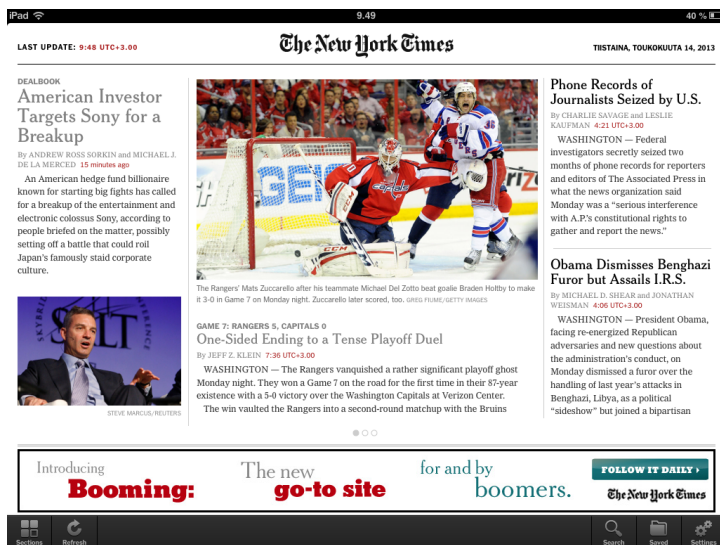 iPad
9.49
40 %
LAST UPDATE: 9:48 UTC+3.00
The New York Times
TIISTAINA, TOUKOKUUTA 14, 2013
DEALBOOK
American Investor
Targets Sony for a
Breakup
By ANDREW ROSS SORKIN and MICHAEL J.
DE LA MERCED 15 minutes ago
An American hedge fund billionaire
known for starting big fights has called
for a breakup of the entertainment and
electronic colossus Sony, according to
people briefed on the matter, possibly
setting off a battle that could roil
Japan's famously staid corporate
culture.
SKYBRID
SALT
STEVE MARCUS/REUTERS
GEI
36
Capitals
veriz
The Rangers' Mats Zuccarello after his teammate Michael Del Zotto beat goalie Braden Holtby to make
it 3-0 in Game 7 on Monday night. Zuccarello later scored, too. GREG FIUME/GETTY IMAGES
GAME 7: RANGERS 5, CAPITALS 0
One-Sided Ending to a Tense Playoff Duel
By JEFF Z. KLEIN 7:36 UTC+3.00
WASHINGTON — The Rangers vanquished a rather significant playoff ghost
Monday night. They won a Game 7 on the road for the first time in their 87-year
existence with a 5-0 victory over the Washington Capitals at Verizon Center.
The win vaulted the Rangers into a second-round matchup with the Bruins
Phone Records of
Journalists Seized by U.S.
By CHARLIE SAVAGE and LESLIE
KAUFMAN 4:21 UTC+3.00
WASHINGTON — Federal
investigators secretly seized two
months of phone records for reporters
and editors of The Associated Press in
what the news organization said
Monday was a “serious interference
with A.P.'s constitutional rights to
gather and report the news.”
Obama Dismisses Benghazi
Furor but Assails I.R.S.
By MICHAEL D. SHEAR and JONATHAN
WEISMAN 4:06 UTC+3.00
WASHINGTON — President Obama,
facing re-energized Republican
adversaries and new questions about
the administration's conduct, on
Monday dismissed a furor over the
handling of last year's attacks in
Benghazi, Libya, as a political
“sideshow” but joined a bipartisan
Introducing
Booming:
The new
go-to site
for and by
boomers.
FOLLOW IT DAILY ›
The New York Times
Sections
Refresh
Search
Saved
Settings